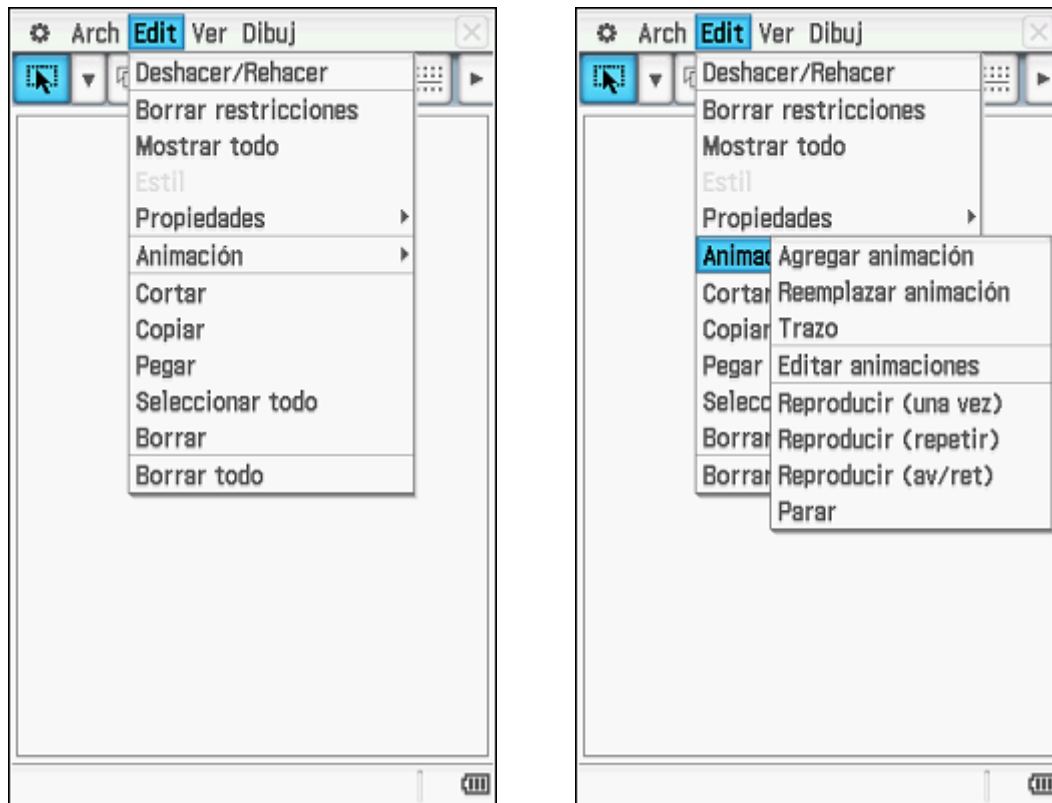 Arch Edit Ver Dibuj
Deshacer/Rehacer
Borrar restricciones
Mostrar todo
Estil
Propiedades
Animación
Cortar
Copiar
Pegar
Seleccionar todo
Borrar
Borrar todo
Arch Edit Ver Dibuj
Deshacer/Rehacer
Borrar restricciones
Mostrar todo
Estil
Propiedades
Animac Agregar animación
Cortar Reemplazar animación
Copiar Trazo
Pegar Editar animaciones
Selecc Reproducir (una vez)
Borrar Reproducir (repetir)
Borrar Reproducir (av/ret)
Parar